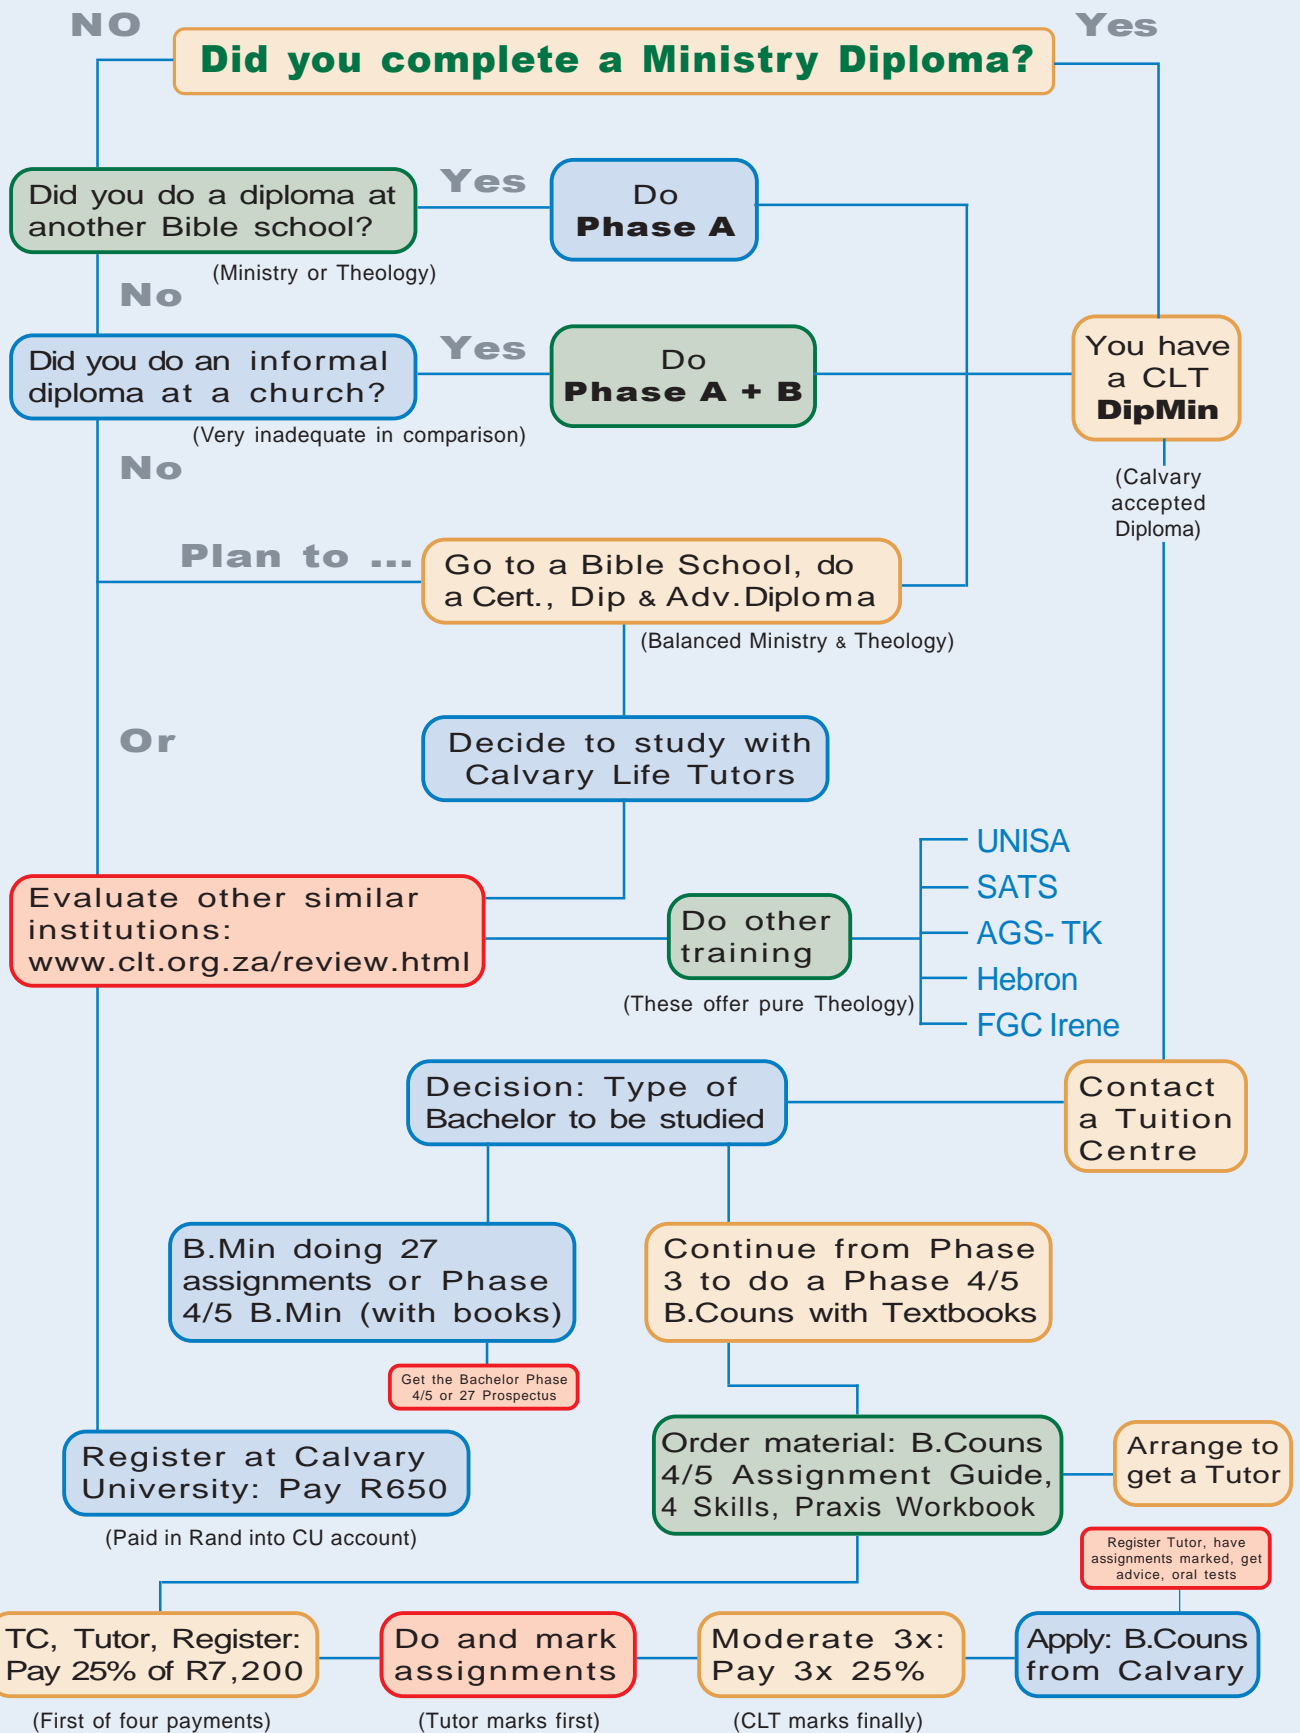 NO
Yes
Did you complete a Ministry Diploma?
Did you do a diploma at
another Bible school?
(Ministry or Theology)
Yes
Do
Phase A
No
Did you do an informal
diploma at a church?
(Very inadequate in comparison)
Yes
Do
Phase A + B
You have
a CLT
DipMin
(Calvary
accepted
Diploma)
No
Plan to ...
Go to a Bible School, do
a Cert., Dip & Adv.Diploma
(Balanced Ministry & Theology)
Or
Decide to study with
Calvary Life Tutors
Evaluate other similar
institutions:
www.clt.org.za/review.html
Do other
training
(These offer pure Theology)
UNISA
SATS
AGS- TK
Hebron
FGC Irene
Decision: Type of
Bachelor to be studied
Contact
a Tuition
Centre
B.Min doing 27
assignments or Phase
4/5 B.Min (with books)
Continue from Phase
3 to do a Phase 4/5
B.Couns with Textbooks
Get the Bachelor Phase
4/5 or 27 Prospectus
Register at Calvary
University: Pay R650
(Paid in Rand into CU account)
Order material: B.Couns
4/5 Assignment Guide,
4 Skills, Praxis Workbook
Arrange to
get a Tutor
Register Tutor, have
assignments marked, get
advice, oral tests
TC, Tutor, Register:
Pay 25% of R7,200
(First of four payments)
Do and mark
assignments
(Tutor marks first)
Moderate 3x:
Pay 3x 25%
(CLT marks finally)
Apply: B.Couns
from Calvary